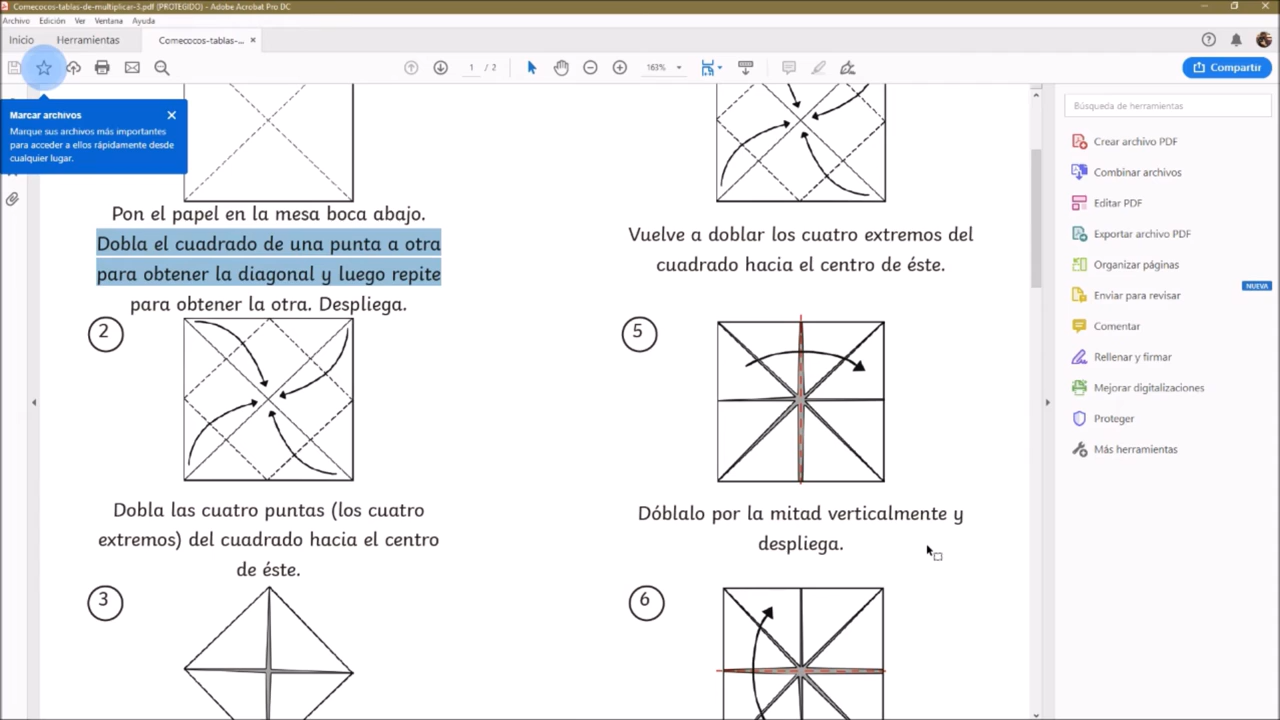 Comecocos-tablas-de-multiplicar-3.pdf (PROTEGIDO) - Adobe Acrobat Pro DC
Archivo Edición Ver Ventana Ayuda
Inicio Herramientas Comecocos-tablas-...
1 / 2
163%
Compartir
Marcar archivos
Marque sus archivos más importantes
para acceder a ellos rápidamente desde
cualquier lugar.
Pon el papel en la mesa boca abajo.
Dobla el cuadrado de una punta a otra
para obtener la diagonal y luego repite
para obtener la otra. Despliega.
2
Dobla las cuatro puntas (los cuatro
extremos) del cuadrado hacia el centro
de éste.
3
Vuelve a doblar los cuatro extremos del
cuadrado hacia el centro de éste.
5
Dóblalo por la mitad verticalmente y
despliega.
6
Búsqueda de herramientas
Crear archivo PDF
Combinar archivos
Editar PDF
Exportar archivo PDF
Organizar páginas
NUEVA
Enviar para revisar
Comentar
Rellenar y firmar
Mejorar digitalizaciones
Proteger
Más herramientas